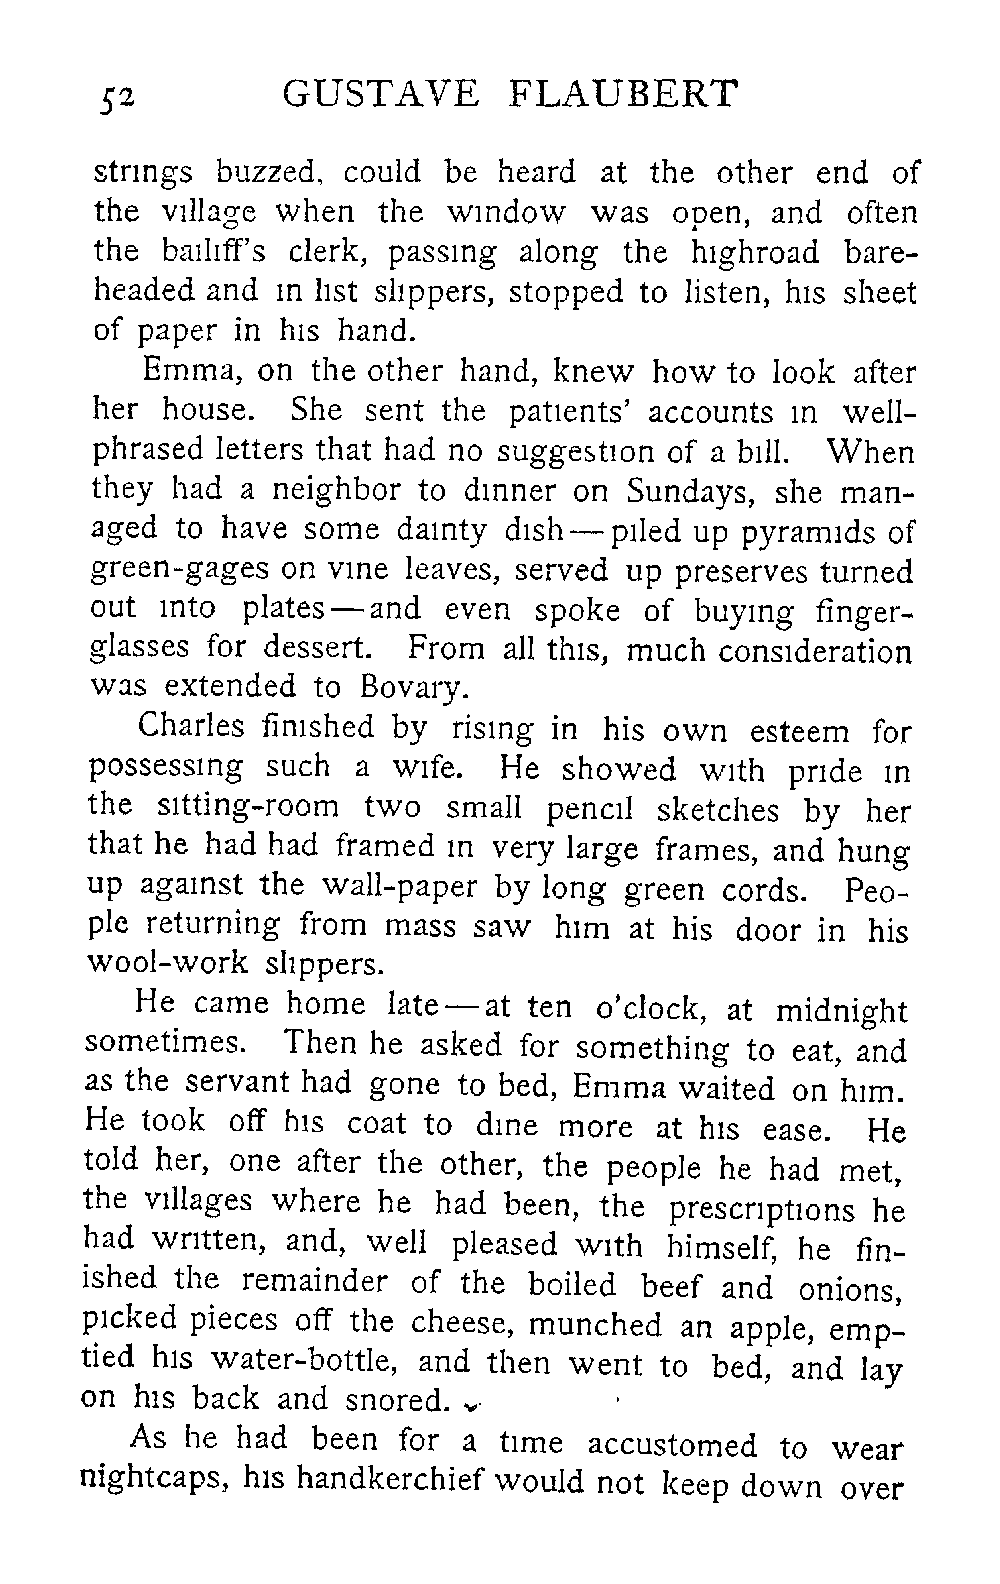 52 GUSTAVE FLAUBERT
strings buzzed, could be heard at the other end of
the village when the window was open, and often
the bailiff's clerk, passing along the highroad bare-
headed and in list slippers, stopped to listen, his sheet
of paper in his hand.
Emma, on the other hand, knew how to look after
her house. She sent the patients' accounts in well-
phrased letters that had no suggestion of a bill. When
they had a neighbor to dinner on Sundays, she man-
aged to have some dainty dish—piled up pyramids of
green-gages on vine leaves, served up preserves turned
out into plates—and even spoke of buying finger-
glasses for dessert. From all this, much consideration
was extended to Bovary.
Charles finished by rising in his own esteem for
possessing such a wife. He showed with pride in
the sitting-room two small pencil sketches by her
that he had had framed in very large frames, and hung
up against the wall-paper by long green cords. Peo-
ple returning from mass saw him at his door in his
wool-work slippers.
He came home late—at ten o'clock, at midnight
sometimes. Then he asked for something to eat, and
as the servant had gone to bed, Emma waited on him.
He took off his coat to dine more at his ease. He
told her, one after the other, the people he had met,
the villages where he had been, the prescriptions he
had written, and, well pleased with himself, he fin-
ished the remainder of the boiled beef and onions,
picked pieces off the cheese, munched an apple, emp-
tied his water-bottle, and then went to bed, and lay
on his back and snored.
As he had been for a time accustomed to wear
nightcaps, his handkerchief would not keep down over